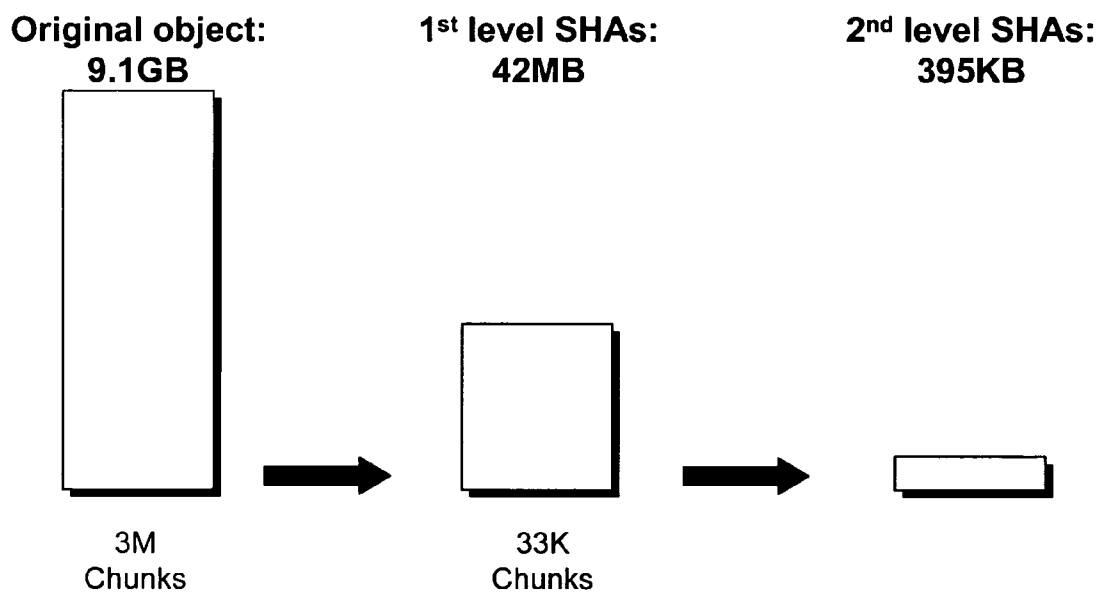 Original object:
9.1GB
1st level SHAs:
42MB
2nd level SHAs:
395KB
3M
Chunks
33K
Chunks